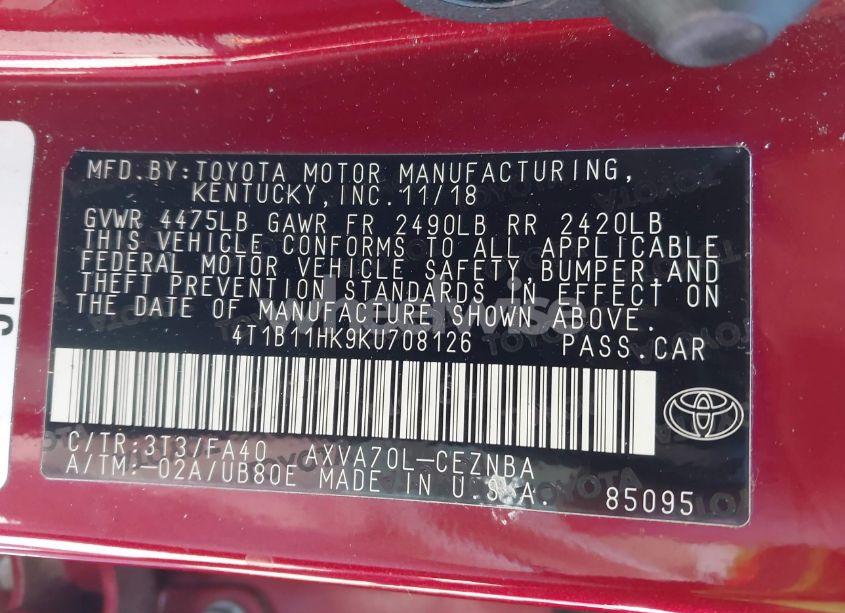 MFD. BY: TOYOTA MOTOR MANUFACTURING,
KENTUCKY, INC. 11/18
GVWR 4475LB GAWR FR 2490LB RR 2420LB
THIS VEHICLE CONFORMS TO ALL APPLICABLE
FEDERAL MOTOR VEHICLE SAFETY, BUMPER, AND
THEFT PREVENTION STANDARDS IN EFFECT ON
THE DATE OF MANUFACTURE SHOWN ABOVE.
4T1B11HK9KU708126 PASS. CAR
C/TR: 3T3/FA40 AXVA70L-CEZNBA
A/TM: -02A/UB80E MADE IN U.S.A. 85095